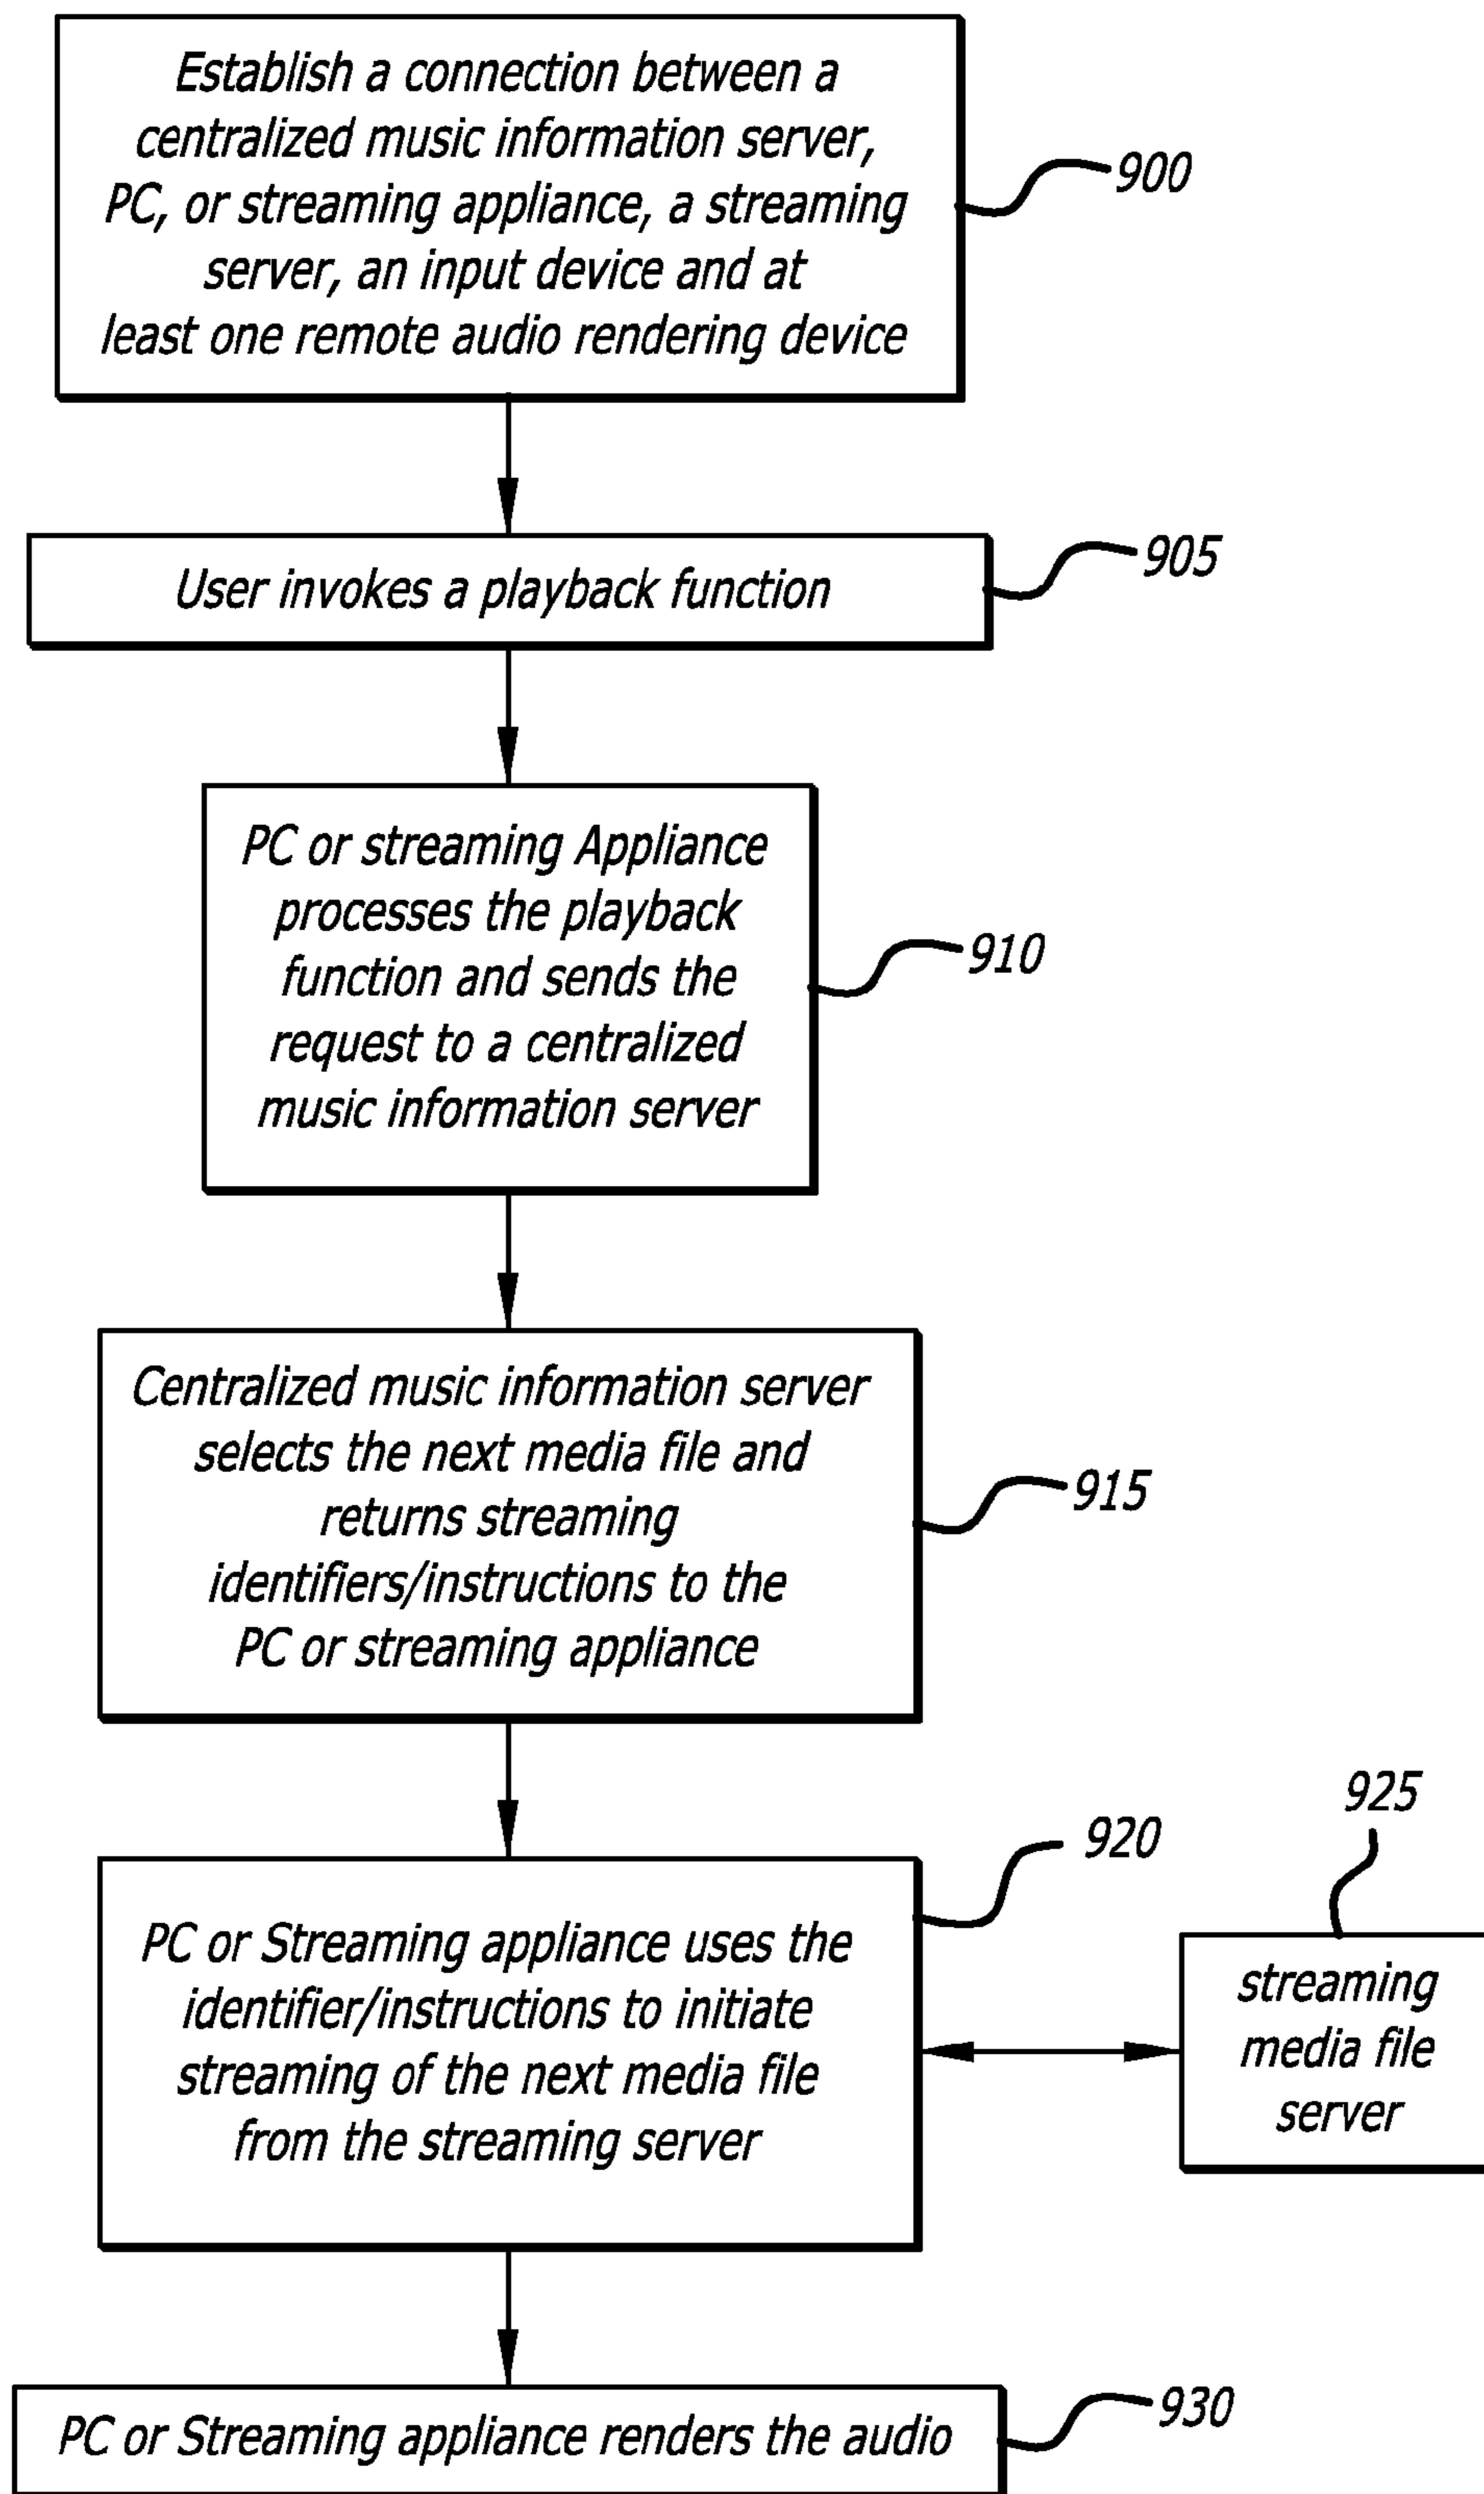 Establish a connection between a
centralized music information server,
PC, or streaming appliance, a streaming
server, an input device and at
least one remote audio rendering device
900
User invokes a playback function
905
PC or streaming Appliance
processes the playback
function and sends the
request to a centralized
music information server
910
Centralized music information server
selects the next media file and
returns streaming
identifiers/instructions to the
PC or streaming appliance
915
PC or Streaming appliance uses the
identifier/instructions to initiate
streaming of the next media file
from the streaming server
920
925
streaming
media file
server
PC or Streaming appliance renders the audio
930